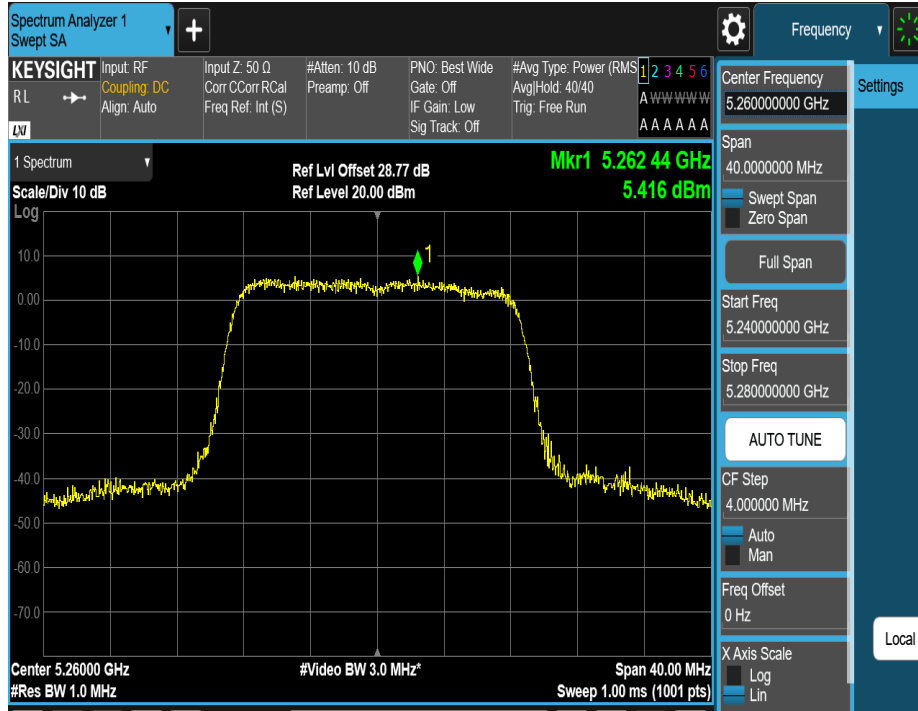 Spectrum Analyzer 1
Swept SA
+
Frequency
KEYSIGHT
R L
LXI
Input: RF
Coupling: DC
Align: Auto
Input Z: 50 Ω
Corr CCorr RCal
Freq Ref: Int (S)
#Atten: 10 dB
Preamp: Off
PNO: Best Wide
Gate: Off
IF Gain: Low
Sig Track: Off
#Avg Type: Power (RMS
Avg|Hold: 40/40
Trig: Free Run
1 2 3 4 5 6
A W W W W W
A A A A A A
1 Spectrum
Scale/Div 10 dB
Log
Ref Lvl Offset 28.77 dB
Ref Level 20.00 dBm
Mkr1 5.262 44 GHz
5.416 dBm
1
10.0
0.00
-10.0
-20.0
-30.0
-40.0
-50.0
-60.0
-70.0
Center 5.26000 GHz
#Res BW 1.0 MHz
#Video BW 3.0 MHz*
Span 40.00 MHz
Sweep 1.00 ms (1001 pts)
Center Frequency
5.260000000 GHz
Span
40.0000000 MHz
Swept Span
Zero Span
Full Span
Start Freq
5.240000000 GHz
Stop Freq
5.280000000 GHz
AUTO TUNE
CF Step
4.000000 MHz
Auto
Man
Freq Offset
0 Hz
X Axis Scale
Log
Lin
Settings
Local